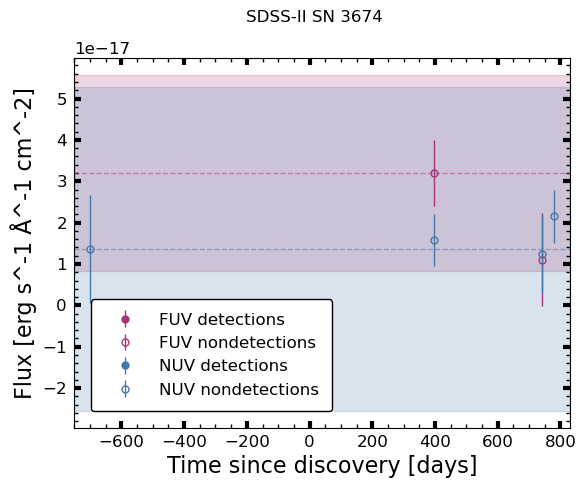 SDSS-II SN 3674
1e−17
5
4
3
2
1
0
−1
−2
Flux [erg s^-1 Å^-1 cm^-2]
FUV detections
FUV nondetections
NUV detections
NUV nondetections
−600 −400 −200 0 200 400 600 800
Time since discovery [days]